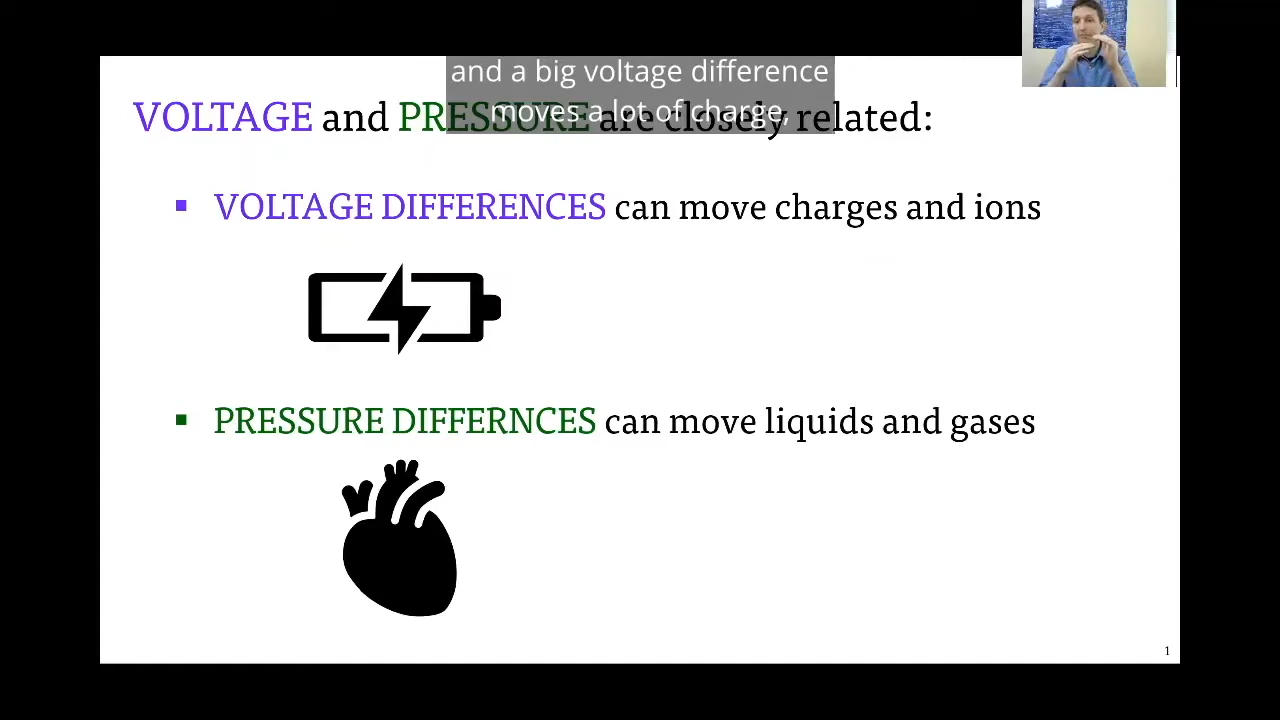 and a big voltage difference
moves a lot of charge,
VOLTAGE and PRESSURE are closely related:
▪ VOLTAGE DIFFERENCES can move charges and ions
▪ PRESSURE DIFFERNCES can move liquids and gases
1